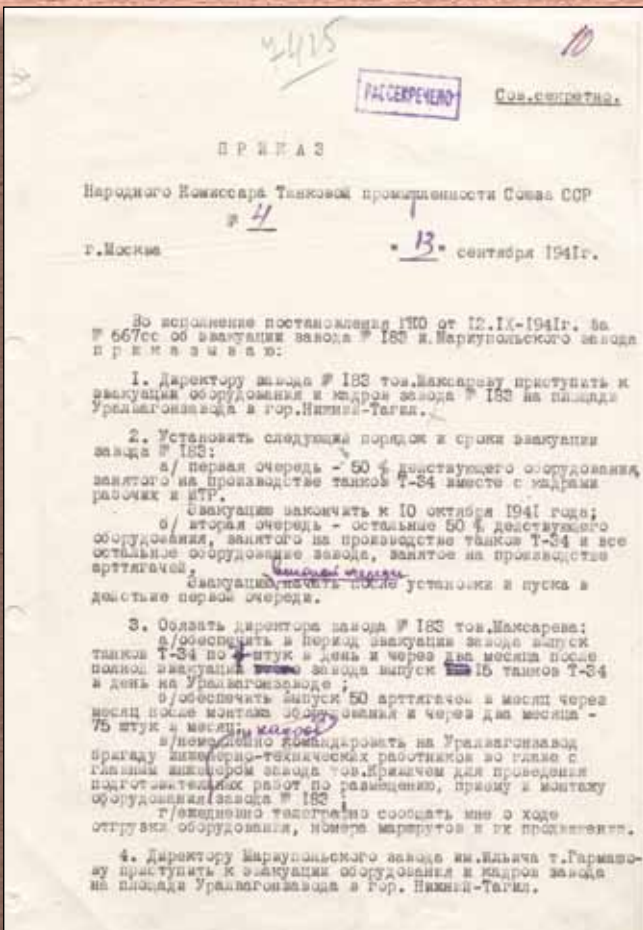 10
РАССЕКРЕЧЕНО
Сов.секретно.
П Р И К А З
Народного Комиссара Танковой промышленности Союза ССР
№ 4
г.Москва " 13 " сентября 1941г.
Во исполнение постановления ГКО от 12.IX-1941г. за
№ 667сс об эвакуации завода № 183 и Мариупольского завода
п р и к а з ы в а ю:
1. Директору завода № 183 тов.Максареву приступить к
эвакуации оборудования и кадров завода № 183 на площади
Уралвагонзавода в гор.Нижний-Тагил.
2. Установить следующий порядок и сроки эвакуации
завода № 183:
а/ первая очередь - 50 % действующего оборудования,
занятого на производстве танков Т-34 вместе с кадрами
рабочих и ИТР.
Эвакуацию закончить к 10 октября 1941 года;
б/ вторая очередь - остальные 50 % действующего
оборудования, занятого на производстве танков Т-34 и все
остальное оборудование завода, занятое на производстве
арттягачей.
второй очереди
Эвакуацию начать после установки и пуска в
действие первой очереди.
3. Обязать директора завода № 183 тов.Максарева:
а/обеспечить в период эвакуации завода выпуск
танков Т-34 по штук в день и через два месяца после
полной эвакуации завода выпуск 15 танков Т-34
в день на Уралвагонзаводе ;
б/обеспечить выпуск 50 арттягачей в месяц через
месяц после монтажа оборудования и через два месяца -
75 штук в месяц;
и кадров
в/немедленно командировать на Уралвагонзавод
бригаду инженерно-технических работников во главе с
главным инженером завода тов.Кривичем для проведения
подготовительных работ по размещению, приему и монтажу
оборудования завода № 183 ;
г/ежедневно телеграфно сообщать мне о ходе
отгрузки оборудования, номера маршрутов и их продвижения.
4. Директору Мариупольского завода им.Ильича т.Гармашо-
ву приступить к эвакуации оборудования и кадров завода
на площади Уралвагонзавода в гор. Нижний-Тагил.